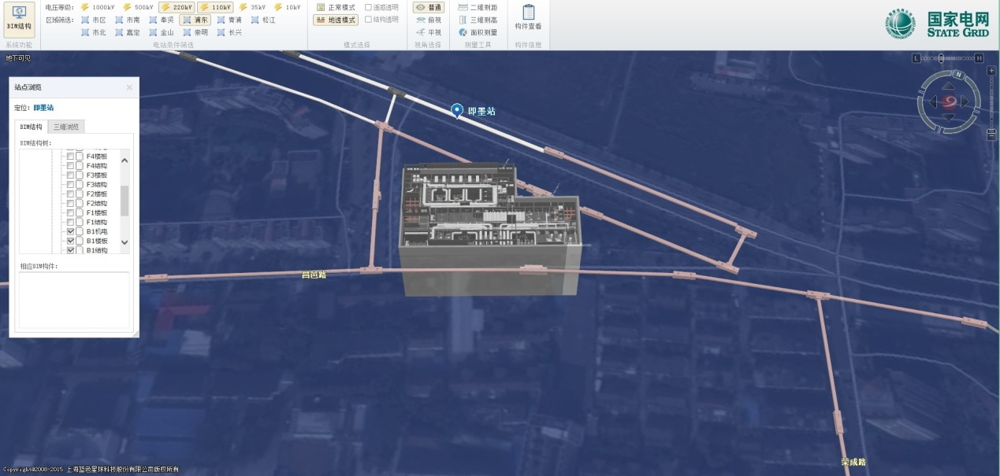 BIM结构
系统功能
电压等级: 1000kV 500kV 220kV 110kV 35kV 10kV
区域筛选: 市区 市南 奉贤 浦东 青浦 松江
市北 嘉定 金山 崇明 长兴
电站条件筛选
正常模式 遥感透明
地透模式 结构透明
模式选择
普通
俯视
平视
视角选择
二维测距
三维测高
面积测量
测量工具
构件查看
构件信息
国家电网
STATE GRID
地下可见
L H
N
站点浏览
定位: 即墨站
BIM结构 三维浏览
BIM结构树:
F4楼板
F4结构
F3楼板
F3结构
F2楼板
F2结构
F1楼板
F1结构
B1机电
B1楼板
B1结构
相应BIM构件:
即墨站
昌邑路
荣成路
Copyright@2008-2015 上海蓝色星球科技股份有限公司版权所有